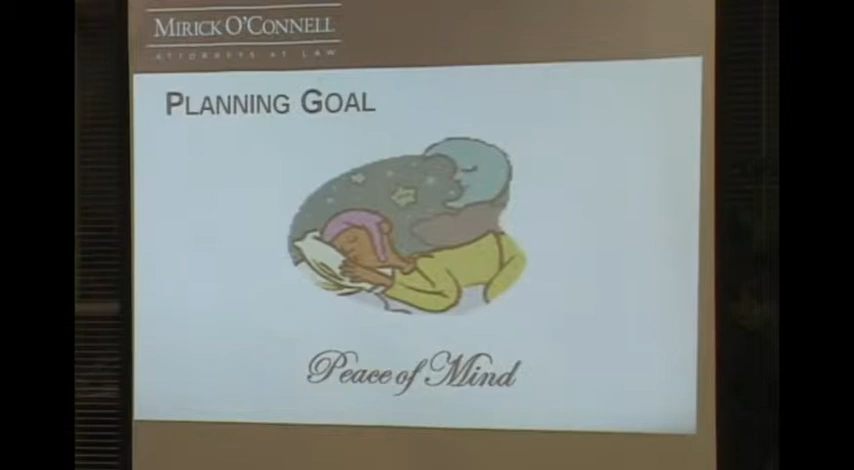 MIRICK O'CONNELL
ATTORNEYS AT LAW
PLANNING GOAL
Peace of Mind